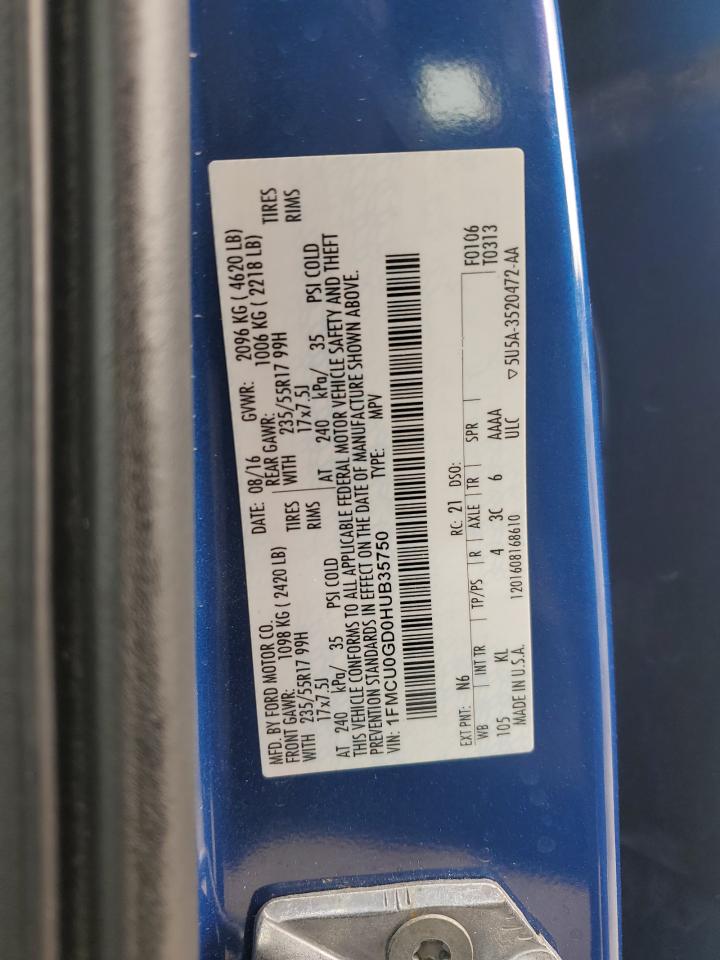 MFD. BY FORD MOTOR CO. DATE: 08/16 GVWR: 2096 KG ( 4620 LB)
FRONT GAWR: 1098 KG ( 2420 LB) REAR GAWR: 1006 KG ( 2218 LB)
WITH 235/55R17 99H TIRES WITH 235/55R17 99H TIRES
17x7.5J RIMS 17x7.5J RIMS
AT 240 kPa/ 35 PSI COLD AT 240 kPa/ 35 PSI COLD
THIS VEHICLE CONFORMS TO ALL APPLICABLE FEDERAL MOTOR VEHICLE SAFETY AND THEFT
PREVENTION STANDARDS IN EFFECT ON THE DATE OF MANUFACTURE SHOWN ABOVE.
VIN: 1FMCU0GD0HUB35750 TYPE: MPV
F0106
T0313
EXT PNT: N6 RC: 21 DSO:
WB INT TR TP/PS R AXLE TR SPR
105 KL 4 3C 6 AAAA
MADE IN U.S.A. 1201608168610 ULC
▽5U5A-3520472-AA